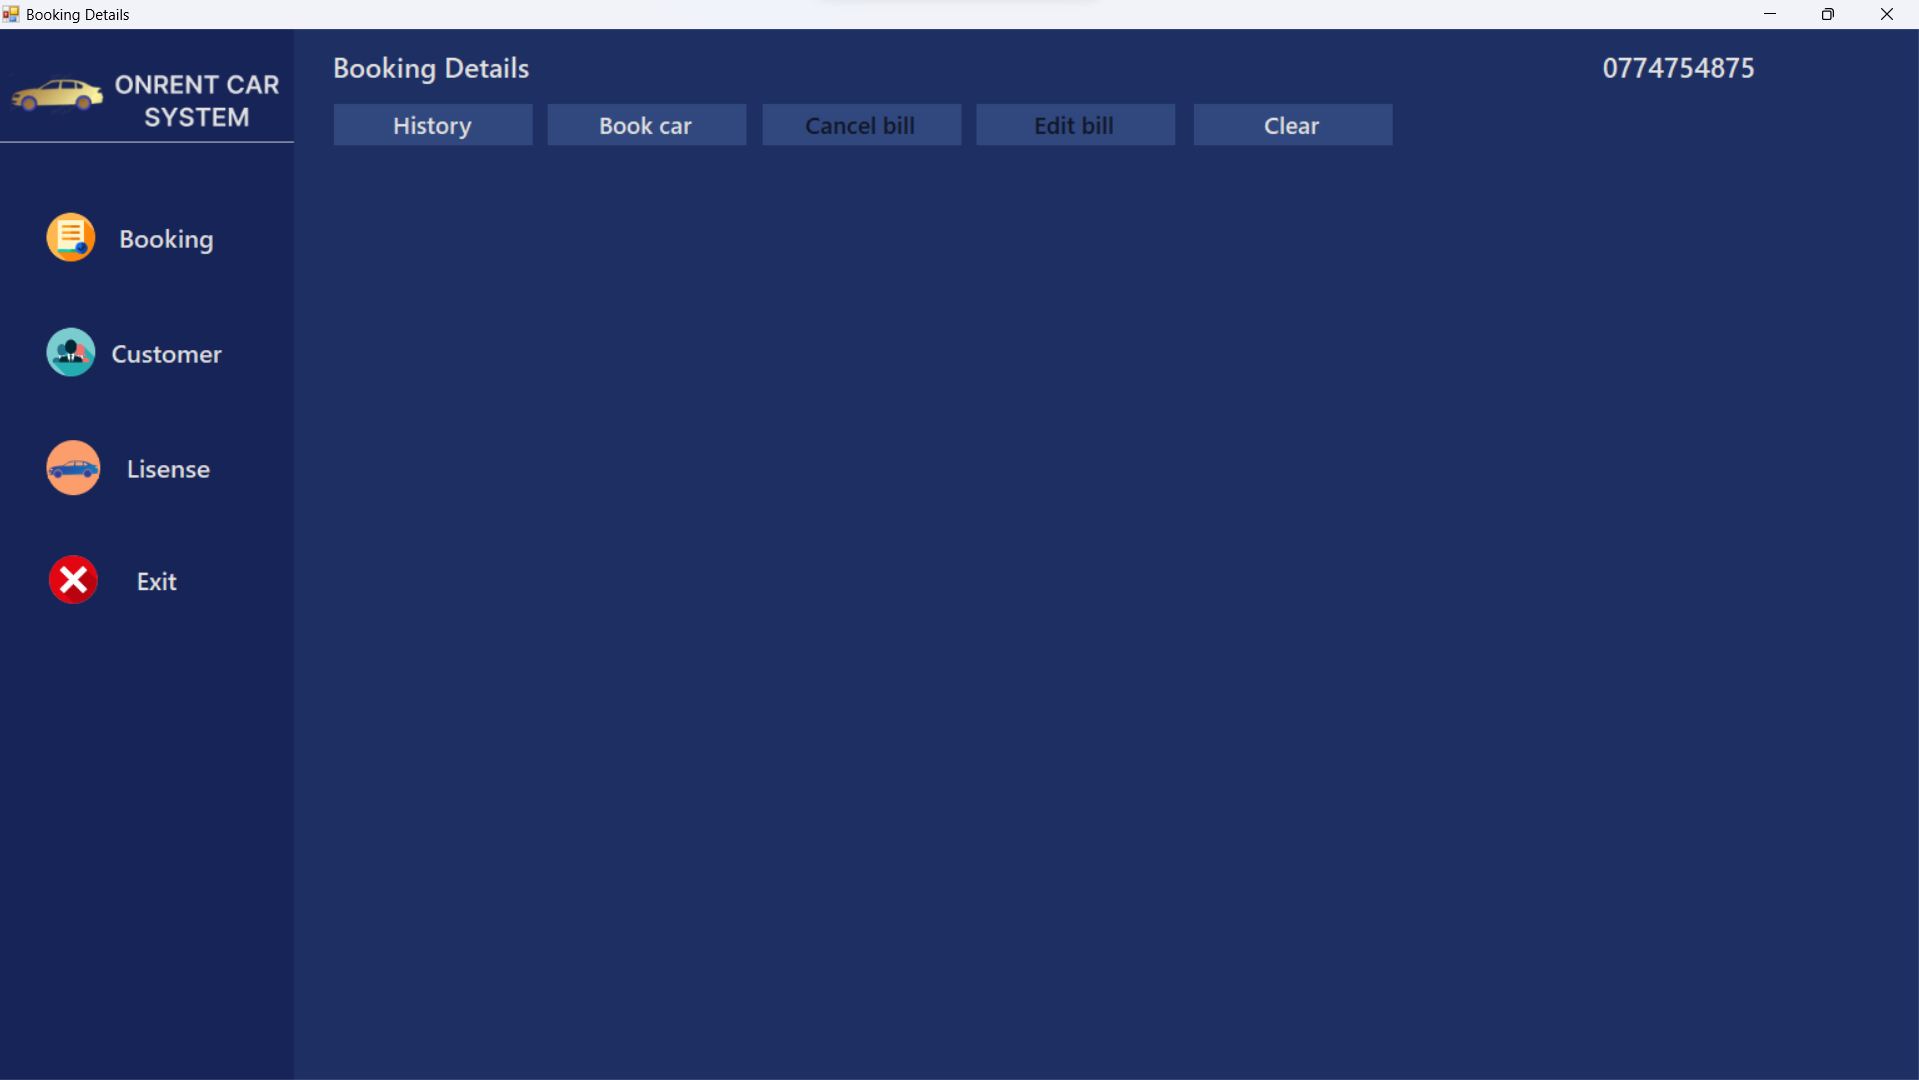 Booking Details
ONRENT CAR
SYSTEM
Booking Details
0774754875
History
Book car
Cancel bill
Edit bill
Clear
Booking
Customer
Lisense
Exit